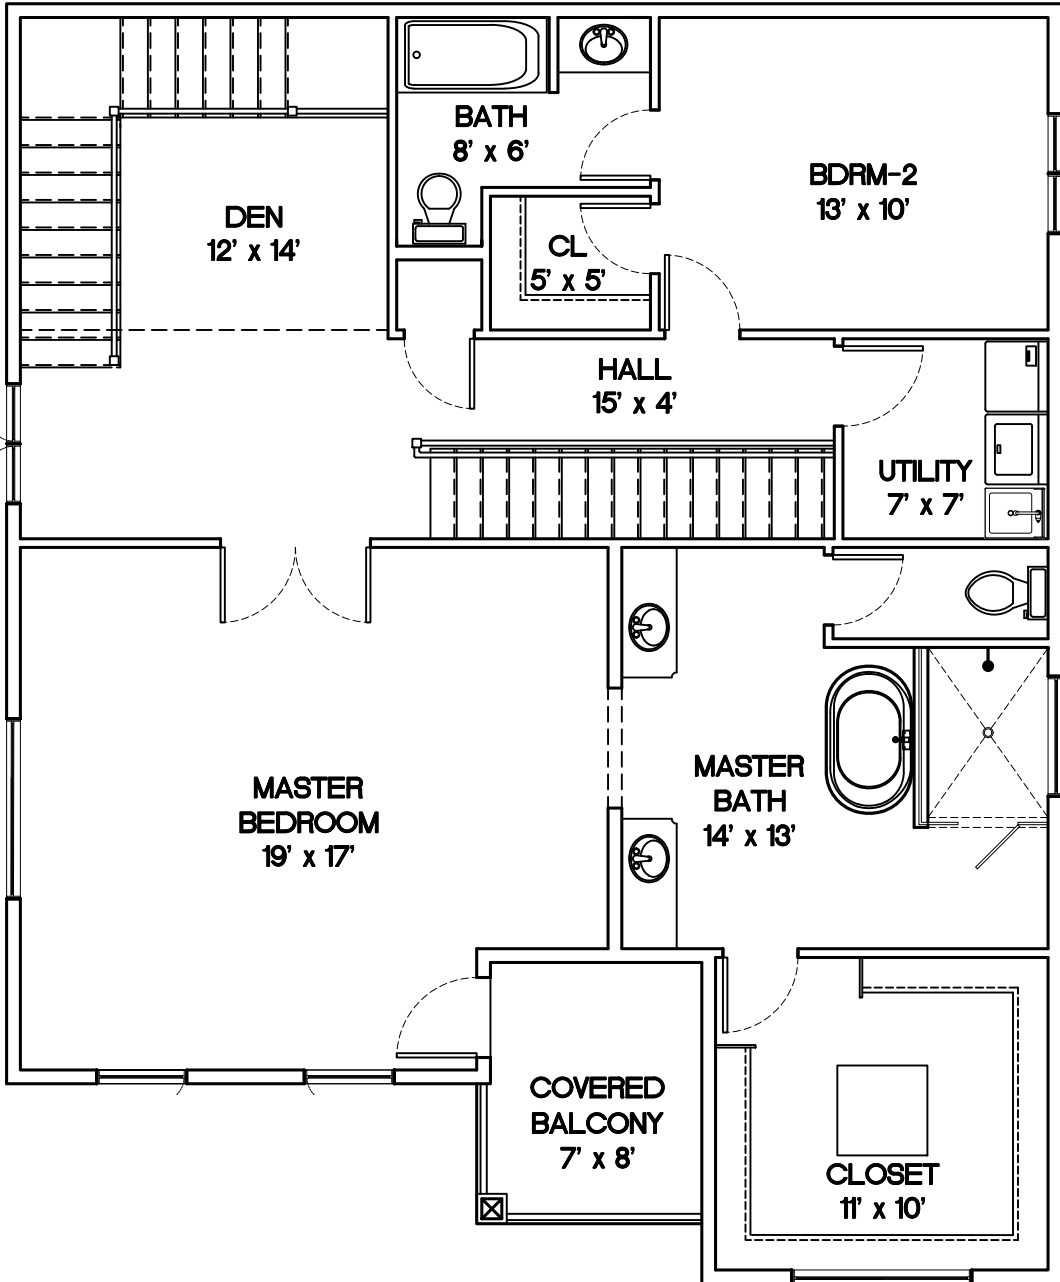 BATH
8' x 6'
BDRM-2
13' x 10'
DEN
12' x 14'
CL
5' x 5'
HALL
15' x 4'
UTILITY
7' x 7'
MASTER
BEDROOM
19' x 17'
MASTER
BATH
14' x 13'
COVERED
BALCONY
7' x 8'
CLOSET
11' x 10'